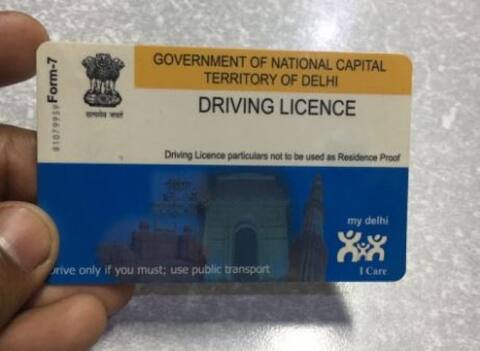 Form-7
GOVERNMENT OF NATIONAL CAPITAL
TERRITORY OF DELHI
DRIVING LICENCE
सत्यमेव जयते
Driving Licence particulars not to be used as Residence Proof
my delhi
I Care
rive only if you must; use public transport